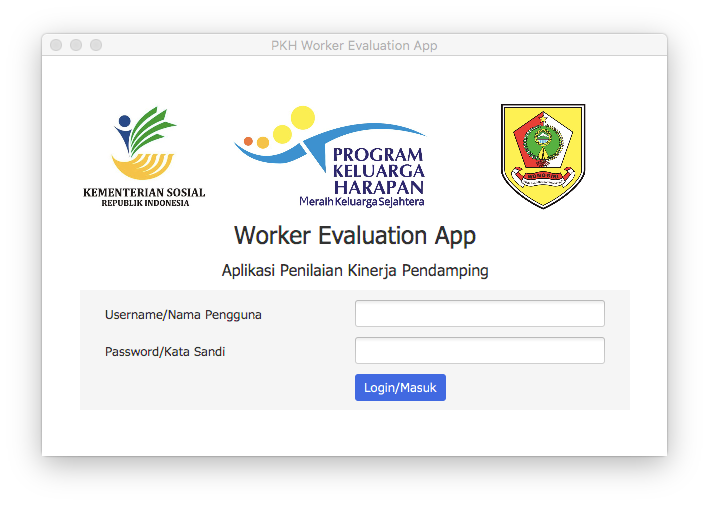 PKH Worker Evaluation App
KEMENTERIAN SOSIAL
REPUBLIK INDONESIA
PROGRAM
KELUARGA
HARAPAN
Meraih Keluarga Sejahtera
Worker Evaluation App
Aplikasi Penilaian Kinerja Pendamping
Username/Nama Pengguna
Password/Kata Sandi
Login/Masuk